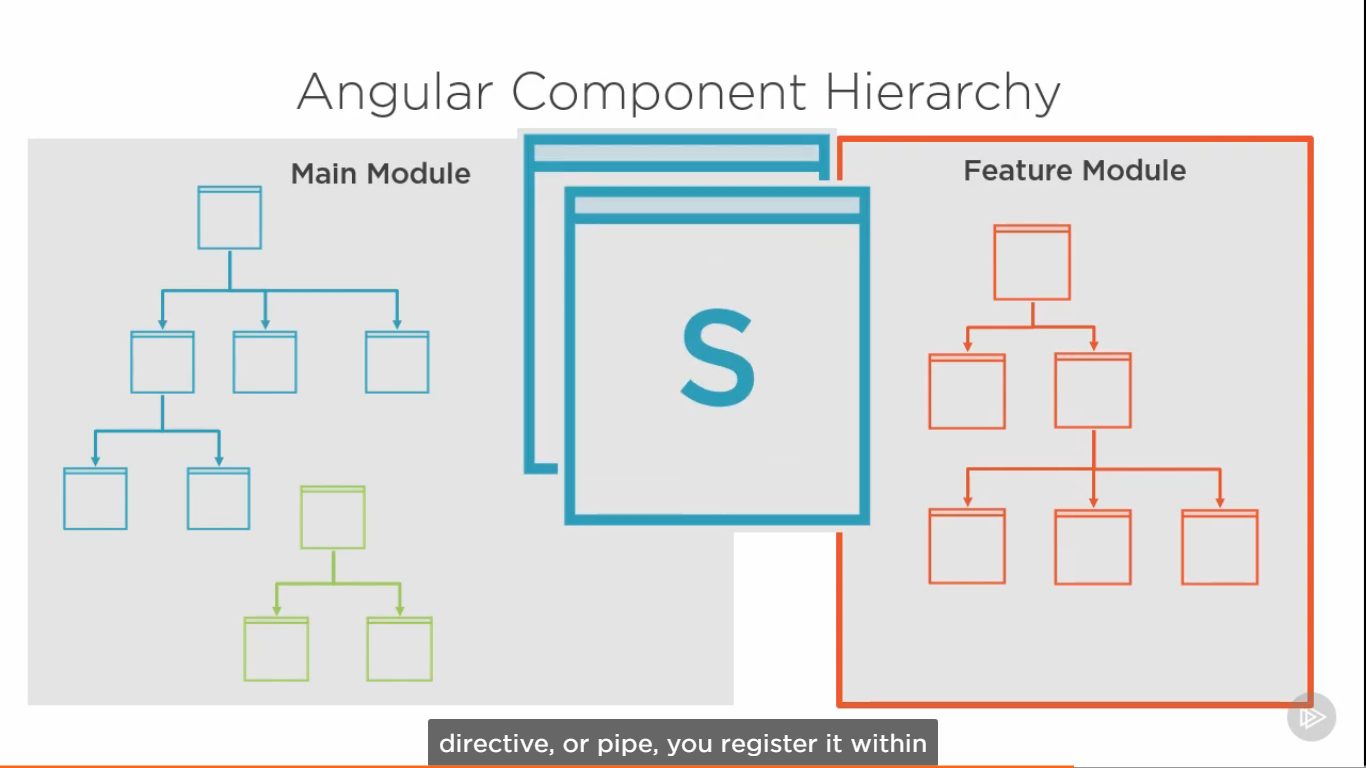 Angular Component Hierarchy
Main Module
Feature Module
S
directive, or pipe, you register it within